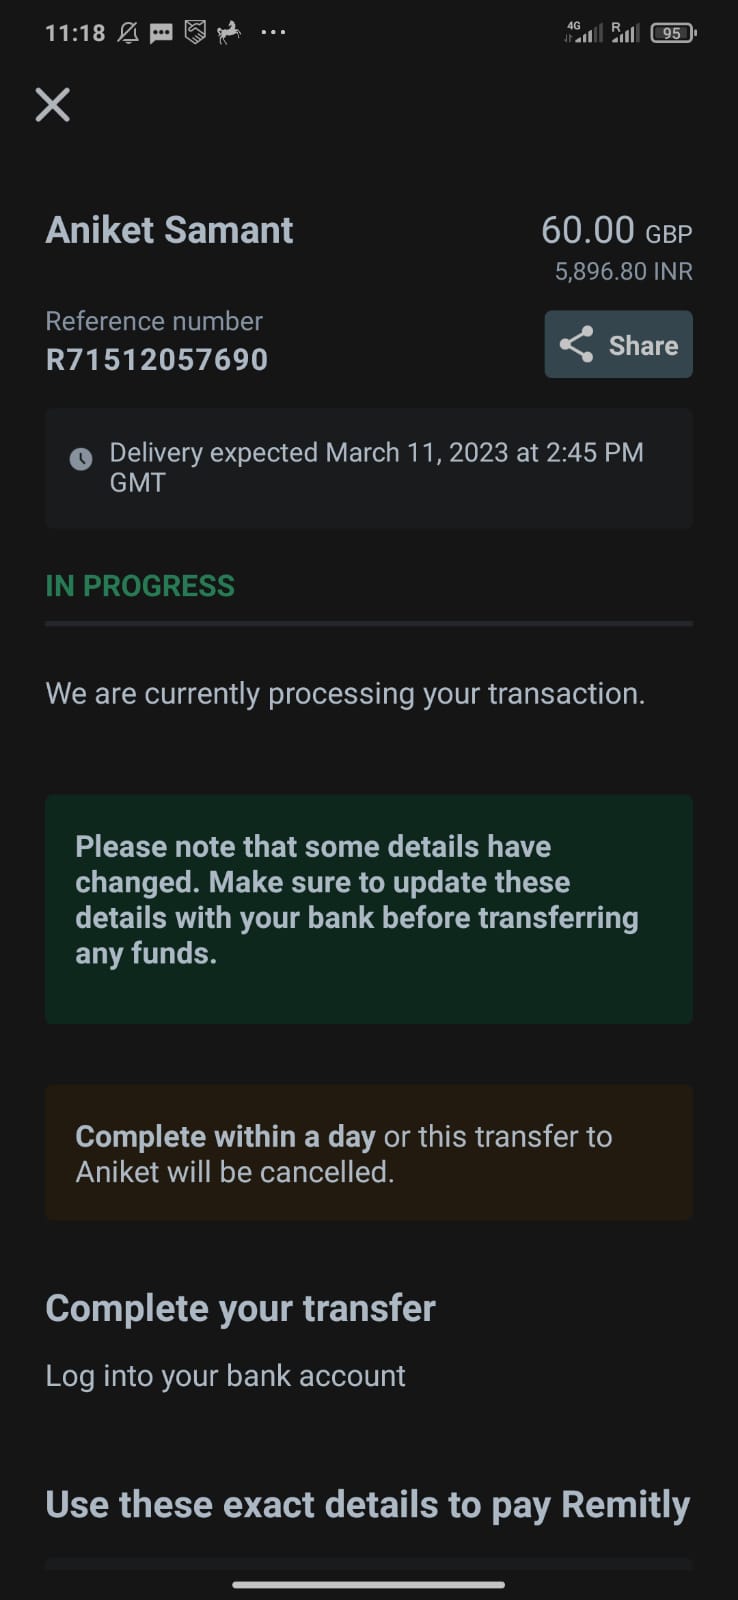 11:18 ... 4G R 95
Aniket Samant
60.00 GBP
5,896.80 INR
Reference number
R71512057690
Share
Delivery expected March 11, 2023 at 2:45 PM
GMT
IN PROGRESS
We are currently processing your transaction.
Please note that some details have
changed. Make sure to update these
details with your bank before transferring
any funds.
Complete within a day or this transfer to
Aniket will be cancelled.
Complete your transfer
Log into your bank account
Use these exact details to pay Remitly